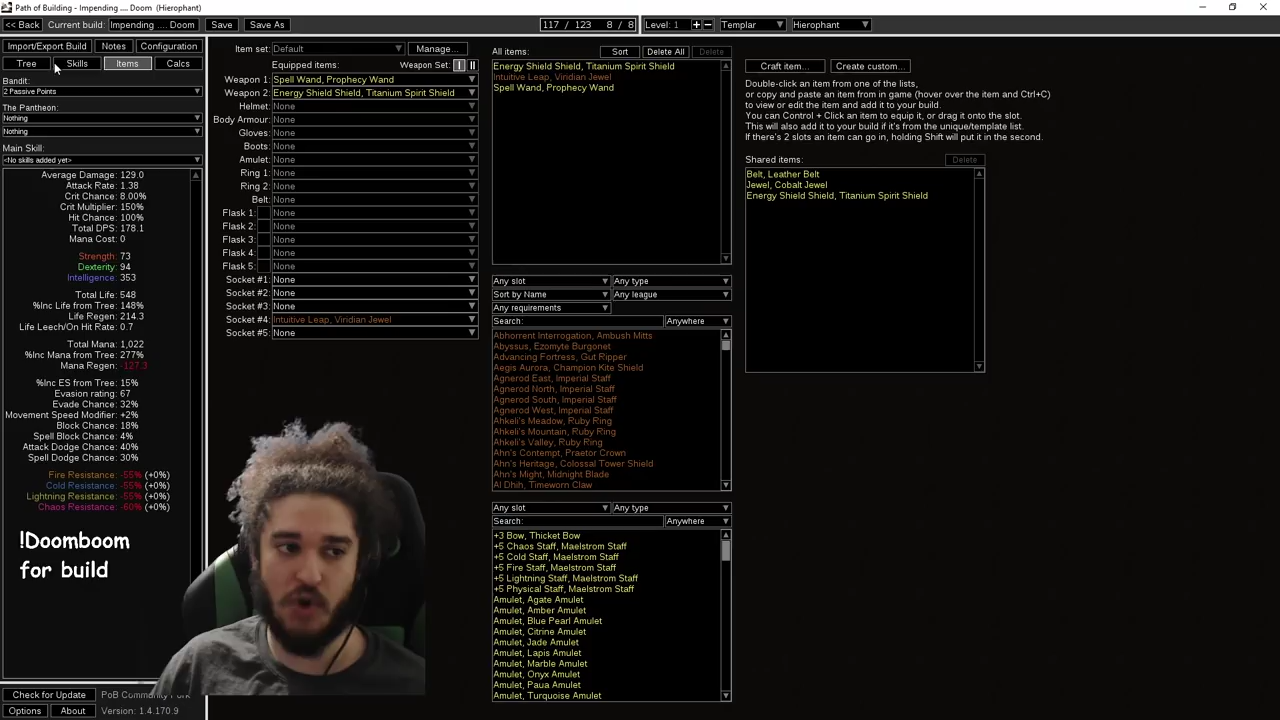 Path of Building - Impending .... Doom (Hierophant)
<< Back
Current build: Impending .... Doom
Save
Save As
117 / 123 8 / 8
Level: 1
+
Templar
Hierophant
Import/Export Build
Notes
Configuration
Tree
Skills
Items
Calcs
Bandit:
2 Passive Points
The Pantheon:
Nothing
Nothing
Main Skill:
<No skills added yet>
Average Damage: 129.0
Attack Rate: 1.38
Crit Chance: 8.00%
Crit Multiplier: 150%
Hit Chance: 100%
Total DPS: 178.1
Mana Cost: 0
Strength: 73
Dexterity: 94
Intelligence: 353
Total Life: 548
%Inc Life from Tree: 148%
Life Regen: 214.3
Life Leech/On Hit Rate: 0.7
Total Mana: 1,022
%Inc Mana from Tree: 277%
Mana Regen: -127.3
%Inc ES from Tree: 15%
Evasion rating: 67
Evade Chance: 32%
Movement Speed Modifier: +2%
Block Chance: 18%
Spell Block Chance: 4%
Attack Dodge Chance: 40%
Spell Dodge Chance: 30%
Fire Resistance: -55% (+0%)
Cold Resistance: -55% (+0%)
Lightning Resistance: -55% (+0%)
Chaos Resistance: -60% (+0%)
!Doomboom
for build
Check for Update
PoB Community Fork
Options
About
Version: 1.4.170.9
Item set: Default
Manage...
Equipped items:
Weapon Set: I II
Weapon 1: Spell Wand, Prophecy Wand
Weapon 2: Energy Shield Shield, Titanium Spirit Shield
Helmet: None
Body Armour: None
Gloves: None
Boots: None
Amulet: None
Ring 1: None
Ring 2: None
Belt: None
Flask 1: None
Flask 2: None
Flask 3: None
Flask 4: None
Flask 5: None
Socket #1: None
Socket #2: None
Socket #3: None
Socket #4: Intuitive Leap, Viridian Jewel
Socket #5: None
All items:
Sort
Delete All
Delete
Energy Shield Shield, Titanium Spirit Shield
Intuitive Leap, Viridian Jewel
Spell Wand, Prophecy Wand
Any slot
Any type
Sort by Name
Any league
Any requirements
Search:
Anywhere
Abhorrent Interrogation, Ambush Mitts
Abyssus, Ezomyte Burgonet
Advancing Fortress, Gut Ripper
Aegis Aurora, Champion Kite Shield
Agnerod East, Imperial Staff
Agnerod North, Imperial Staff
Agnerod South, Imperial Staff
Agnerod West, Imperial Staff
Ahkeli's Meadow, Ruby Ring
Ahkeli's Mountain, Ruby Ring
Ahkeli's Valley, Ruby Ring
Ahn's Contempt, Praetor Crown
Ahn's Heritage, Colossal Tower Shield
Ahn's Might, Midnight Blade
Al Dhih, Timeworn Claw
Any slot
Any type
Search:
Anywhere
+3 Bow, Thicket Bow
+5 Chaos Staff, Maelstrom Staff
+5 Cold Staff, Maelstrom Staff
+5 Fire Staff, Maelstrom Staff
+5 Lightning Staff, Maelstrom Staff
+5 Physical Staff, Maelstrom Staff
Amulet, Agate Amulet
Amulet, Amber Amulet
Amulet, Blue Pearl Amulet
Amulet, Citrine Amulet
Amulet, Jade Amulet
Amulet, Lapis Amulet
Amulet, Marble Amulet
Amulet, Onyx Amulet
Amulet, Paua Amulet
Amulet, Turquoise Amulet
Craft item...
Create custom...
Double-click an item from one of the lists,
or copy and paste an item from in game (hover over the item and Ctrl+C)
to view or edit the item and add it to your build.
You can Control + Click an item to equip it, or drag it onto the slot.
This will also add it to your build if it's from the unique/template list.
If there's 2 slots an item can go in, holding Shift will put it in the second.
Shared items:
Delete
Belt, Leather Belt
Jewel, Cobalt Jewel
Energy Shield Shield, Titanium Spirit Shield